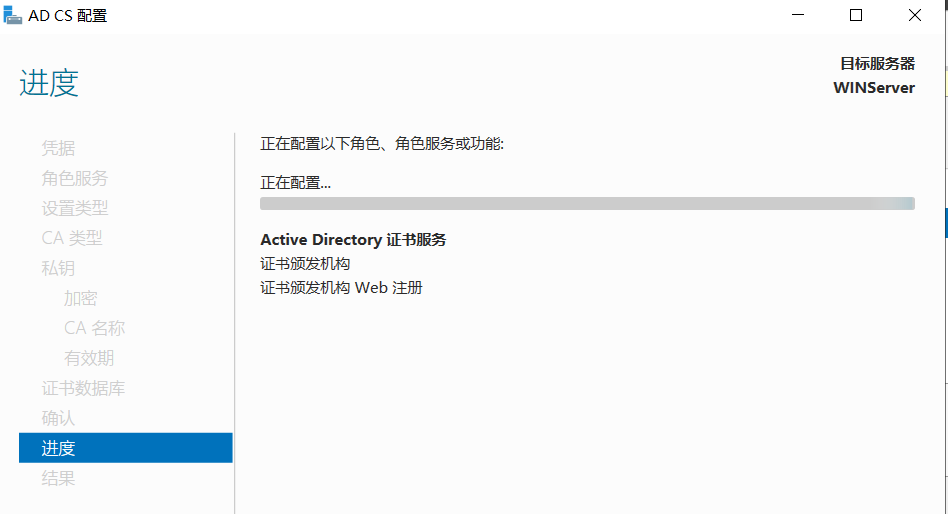 AD CS 配置
进度
目标服务器
WINServer
凭据
角色服务
设置类型
CA 类型
私钥
加密
CA 名称
有效期
证书数据库
确认
进度
结果
正在配置以下角色、角色服务或功能:
正在配置...
Active Directory 证书服务
证书颁发机构
证书颁发机构 Web 注册